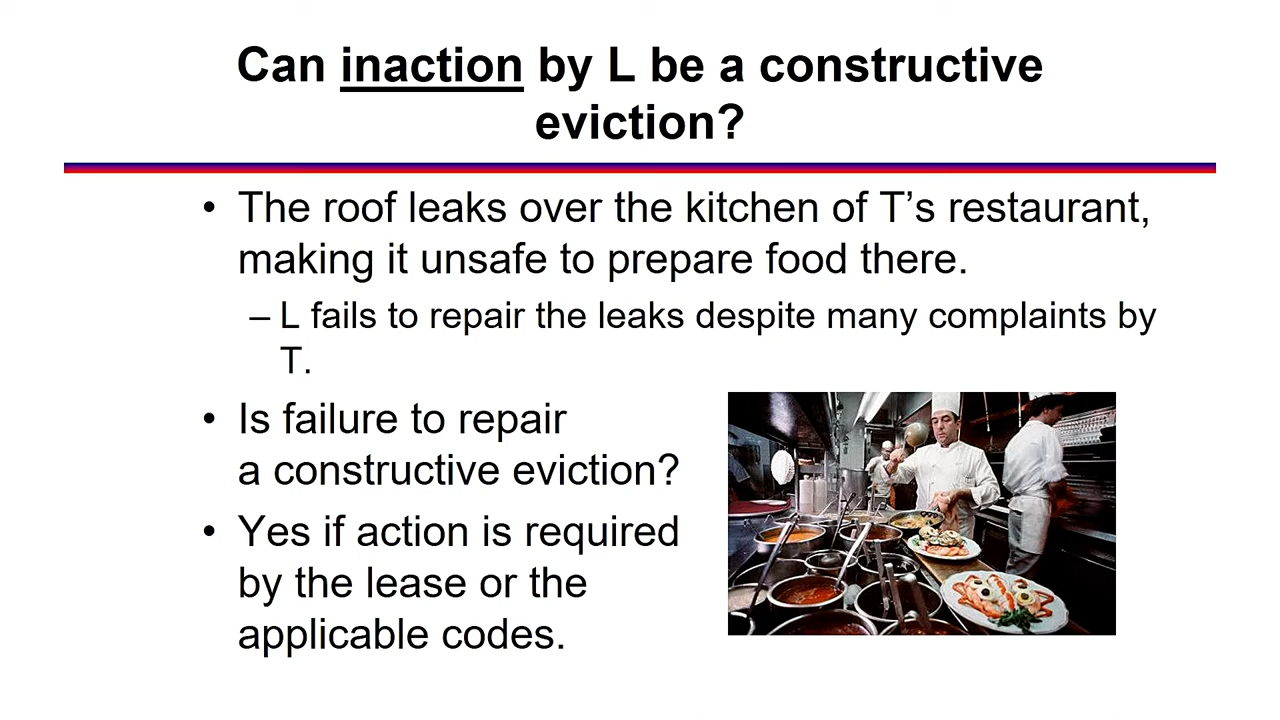 Can inaction by L be a constructive
eviction?
• The roof leaks over the kitchen of T’s restaurant,
making it unsafe to prepare food there.
– L fails to repair the leaks despite many complaints by
T.
• Is failure to repair
a constructive eviction?
• Yes if action is required
by the lease or the
applicable codes.